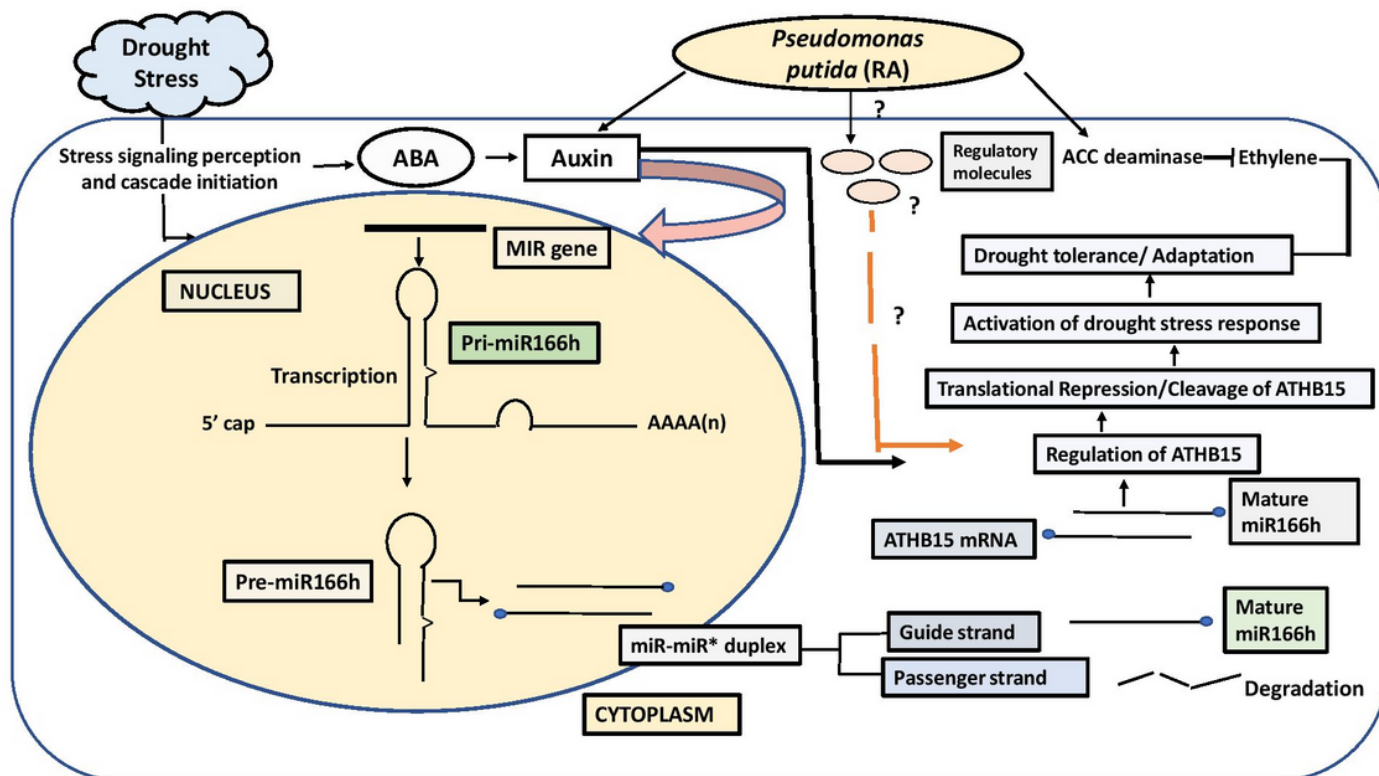 Drought
Stress
Pseudomonas
putida (RA)
?
Stress signaling perception
and cascade initiation
ABA
Auxin
Regulatory
molecules
ACC deaminase
Ethylene
?
MIR gene
NUCLEUS
Drought tolerance/ Adaptation
?
Activation of drought stress response
Pri-miR166h
Transcription
Translational Repression/Cleavage of ATHB15
5' cap
AAAA(n)
Regulation of ATHB15
Mature
miR166h
ATHB15 mRNA
Pre-miR166h
Mature
miR166h
miR-miR* duplex
Guide strand
Passenger strand
Degradation
CYTOPLASM